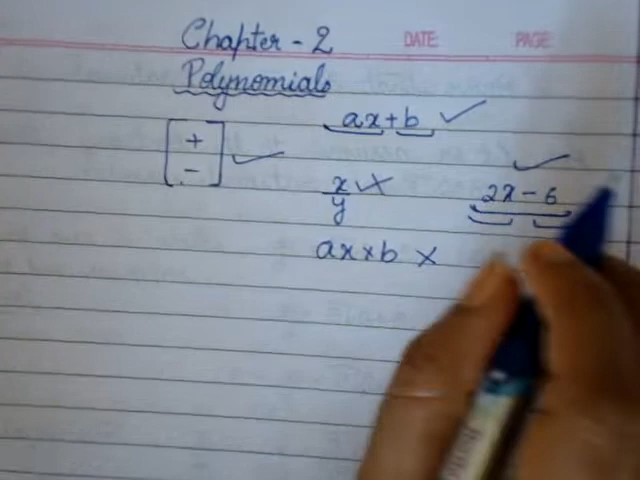 Chapter - 2
DATE PAGE
Polynomials
ax+b ✓
[+ -] ✓
x/y ✗ 2x - 6 ✓
ax×b ×